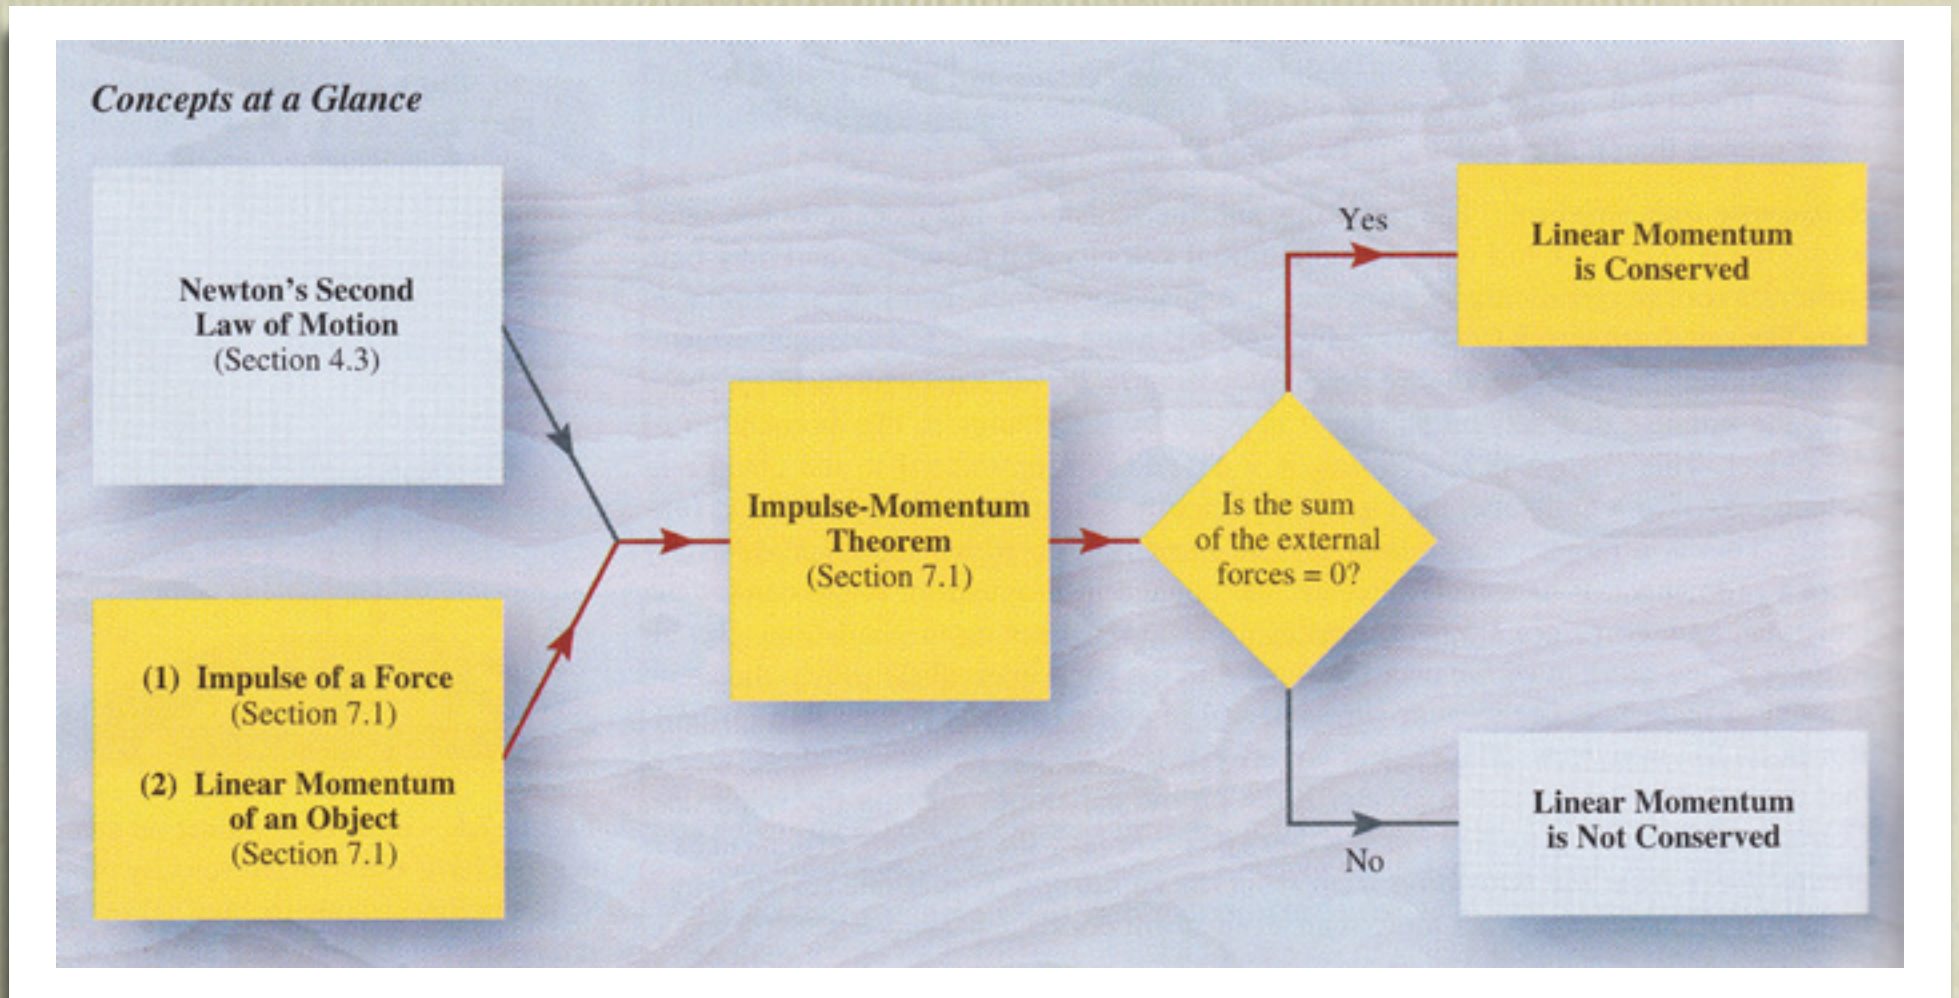 Concepts at a Glance
Newton's Second
Law of Motion
(Section 4.3)
(1) Impulse of a Force
(Section 7.1)
(2) Linear Momentum
of an Object
(Section 7.1)
Impulse-Momentum
Theorem
(Section 7.1)
Is the sum
of the external
forces = 0?
Yes
Linear Momentum
is Conserved
No
Linear Momentum
is Not Conserved